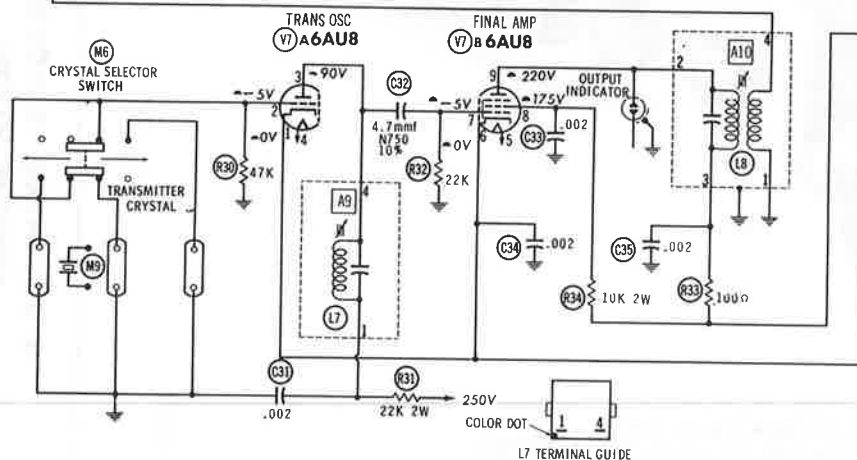 TRANS OSC
V7 A 6AU8
FINAL AMP
V7 B 6AU8
M6
CRYSTAL SELECTOR
SWITCH
3
90V
-5V
2
0V
1
4
R30
47K
TRANSMITTER
CRYSTAL
M9
C32
4.7mmf
N750
10%
4
A9
L7
1
R32
22K
-5V
0V
9
220V
7
8
175V
6
5
C33
.002
OUTPUT
INDICATOR
2
A10
4
L8
3
1
C34
.002
C35
.002
R34
10K 2W
R33
100Ω
C31
.002
R31
22K 2W
250V
COLOR DOT
1
4
L7 TERMINAL GUIDE